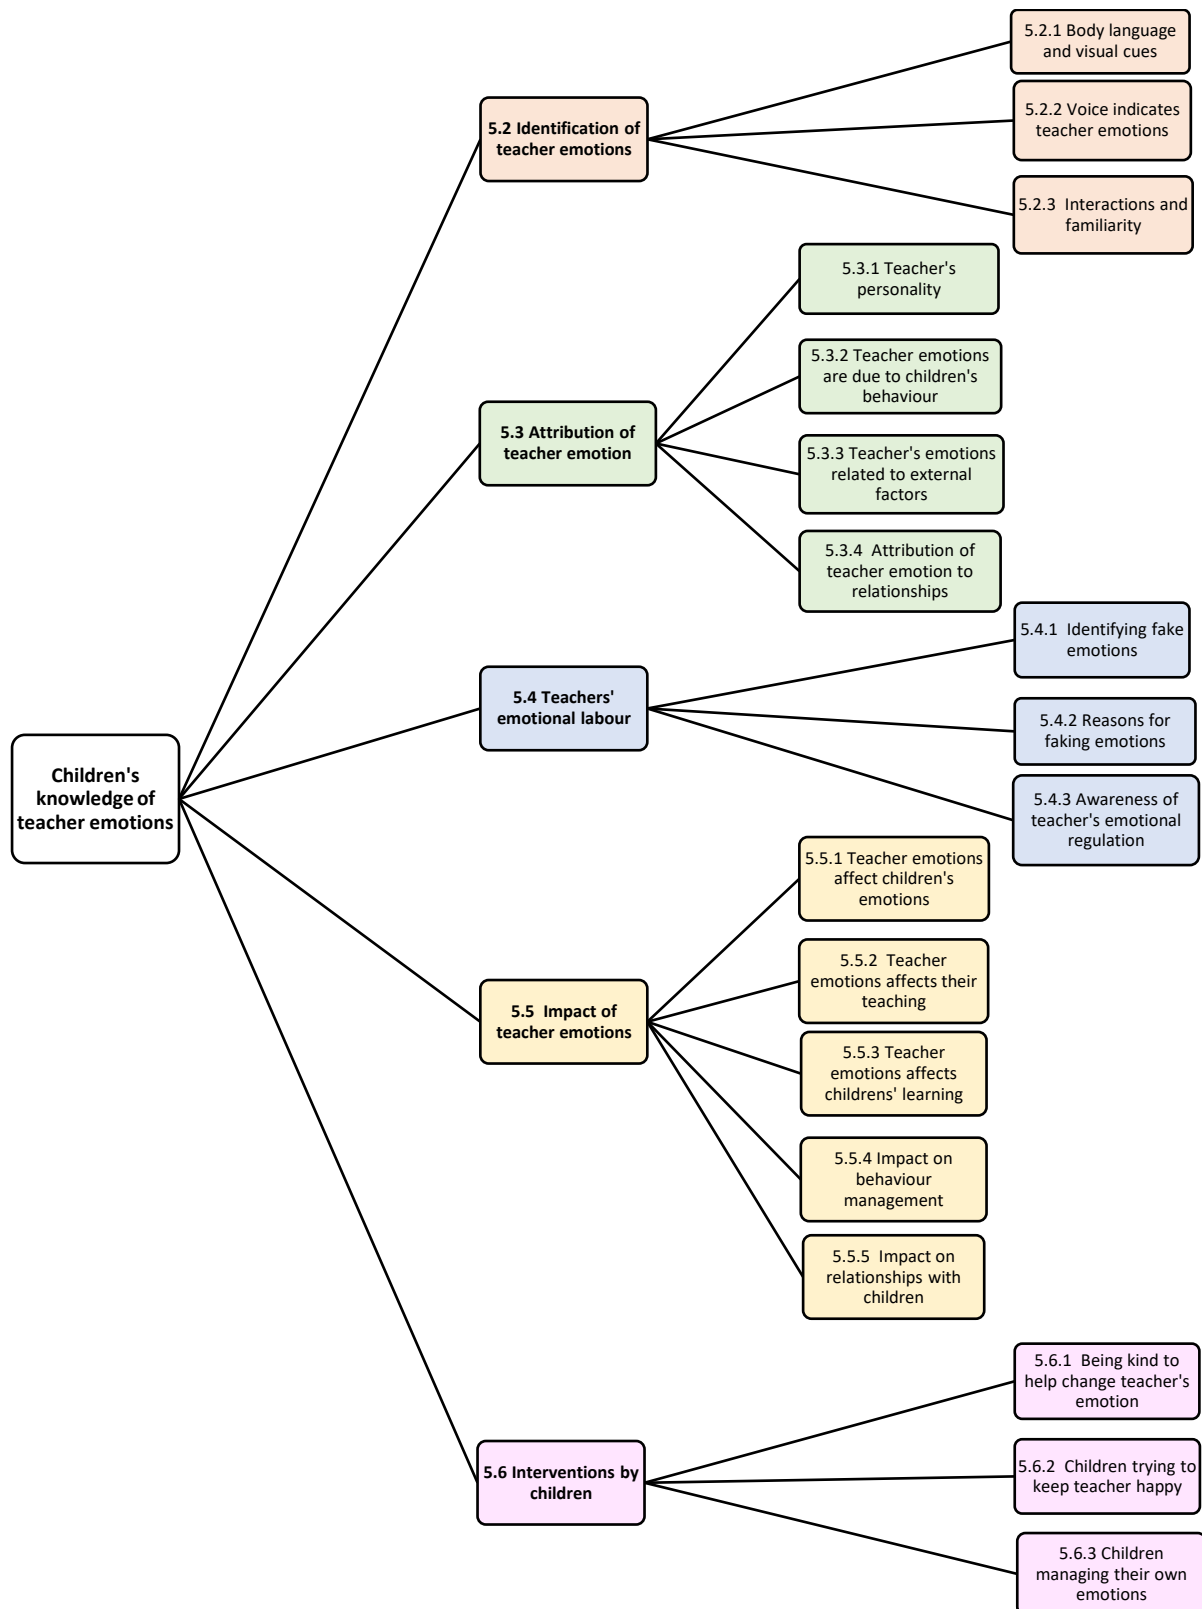 Children's
knowledge of
teacher emotions
5.2 Identification of
teacher emotions
5.2.1 Body language
and visual cues
5.2.2 Voice indicates
teacher emotions
5.2.3 Interactions and
familiarity
5.3 Attribution of
teacher emotion
5.3.1 Teacher's
personality
5.3.2 Teacher emotions
are due to children's
behaviour
5.3.3 Teacher's emotions
related to external
factors
5.3.4 Attribution of
teacher emotion to
relationships
5.4 Teachers'
emotional labour
5.4.1 Identifying fake
emotions
5.4.2 Reasons for
faking emotions
5.4.3 Awareness of
teacher's emotional
regulation
5.5 Impact of
teacher emotions
5.5.1 Teacher emotions
affect children's
emotions
5.5.2 Teacher
emotions affects their
teaching
5.5.3 Teacher
emotions affects
childrens' learning
5.5.4 Impact on
behaviour
management
5.5.5 Impact on
relationships with
children
5.6 Interventions by
children
5.6.1 Being kind to
help change teacher's
emotion
5.6.2 Children trying to
keep teacher happy
5.6.3 Children
managing their own
emotions